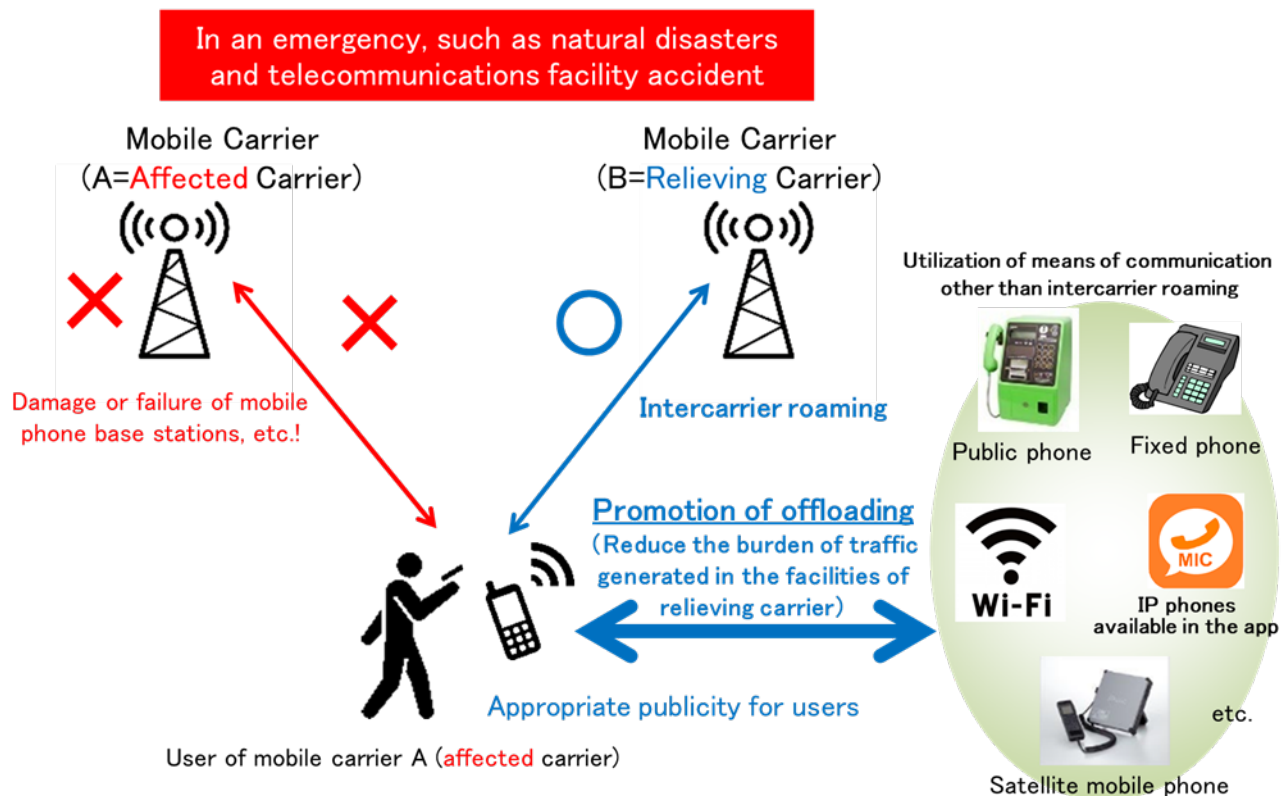 In an emergency, such as natural disasters
and telecommunications facility accident
Mobile Carrier
(A=Affected Carrier)
Mobile Carrier
(B=Relieving Carrier)
Utilization of means of communication
other than intercarrier roaming
Damage or failure of mobile
phone base stations, etc.!
Intercarrier roaming
Public phone
Fixed phone
Promotion of offloading
(Reduce the burden of traffic
generated in the facilities of
relieving carrier)
Wi-Fi
MIC
IP phones
available in the app
Appropriate publicity for users
etc.
User of mobile carrier A (affected carrier)
Satellite mobile phone